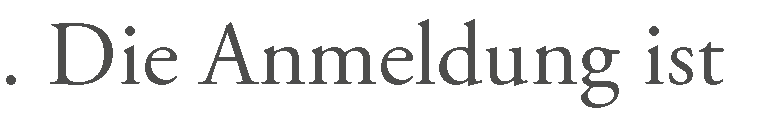 . Die Anmeldung ist